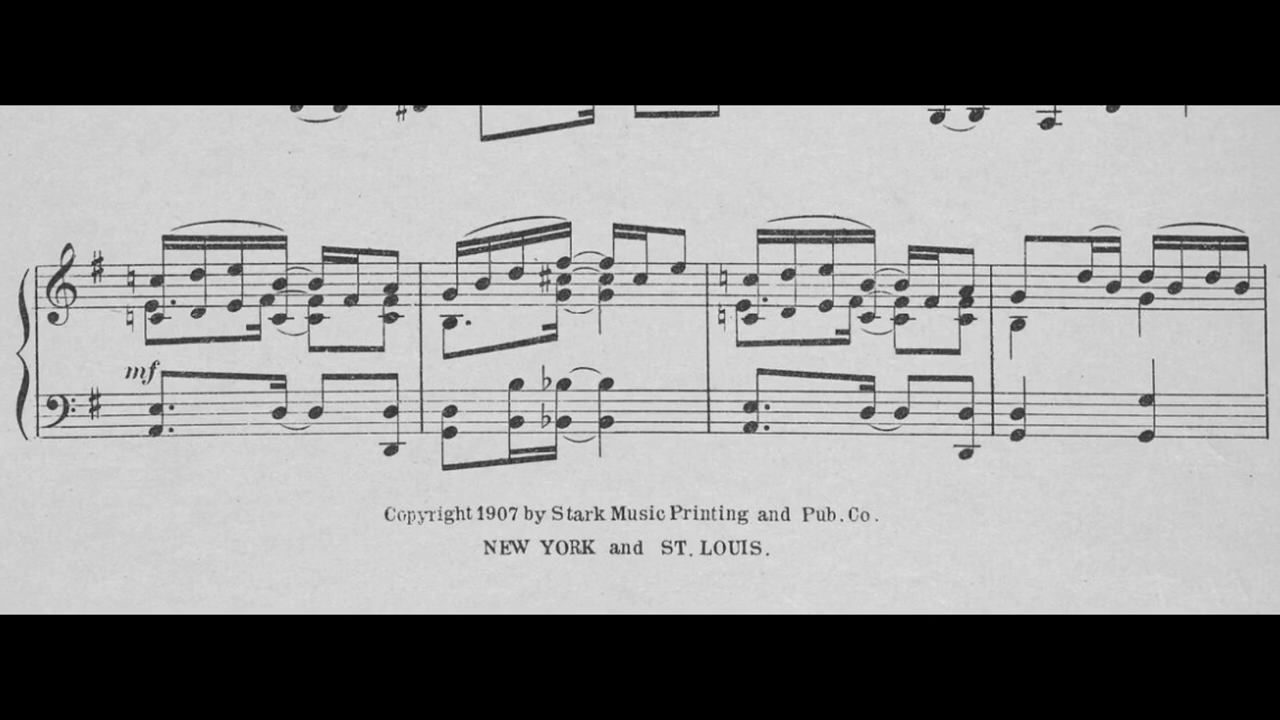 mf
Copyright 1907 by Stark Music Printing and Pub. Co.
NEW YORK and ST. LOUIS.